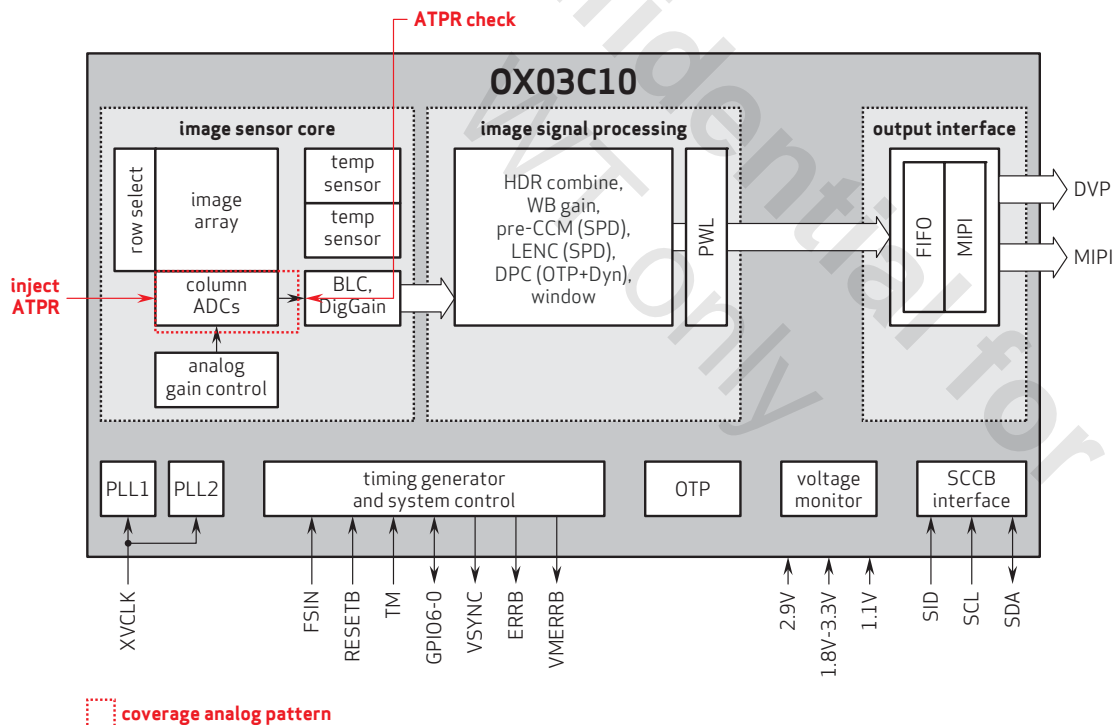 ATPR check
OX03C10
image sensor core
image signal processing
output interface
row select
image
array
temp
sensor
temp
sensor
HDR combine,
WB gain,
pre-CCM (SPD),
LENC (SPD),
DPC (OTP+Dyn),
window
PWL
FIFO
MIPI
DVP
MIPI
inject
ATPR
column
ADCs
BLC,
DigGain
analog
gain control
PLL1
PLL2
timing generator
and system control
OTP
voltage
monitor
SCCB
interface
XVCLK
FSIN
RESETB
TM
GPIO6-0
VSYNC
ERRB
VMERRB
2.9V
1.8V-3.3V
1.1V
SID
SCL
SDA
coverage analog pattern
fidential for
only